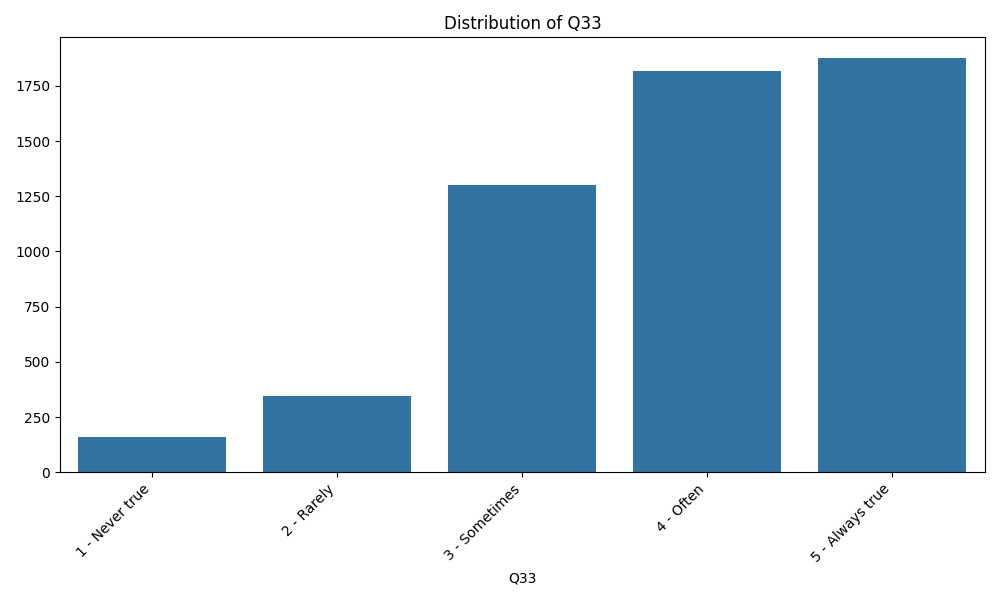 Distribution of Q33
1750
1500
1250
1000
750
500
250
0
1 - Never true
2 - Rarely
3 - Sometimes
4 - Often
5 - Always true
Q33